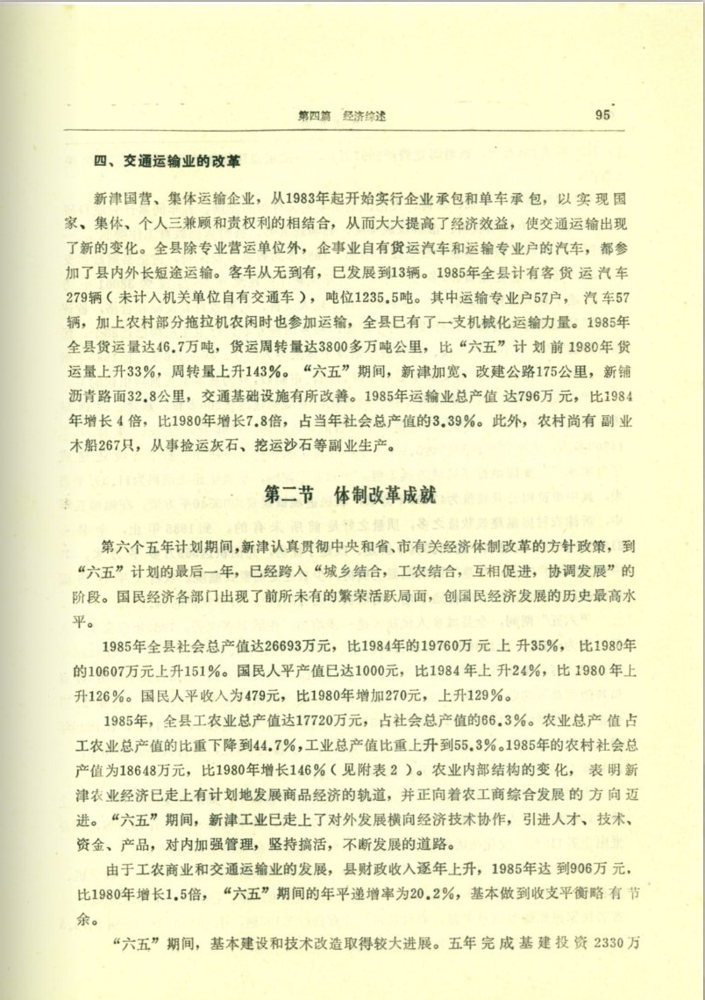 第四篇 经济综述 95
四、交通运输业的改革
新津国营、集体运输企业，从1983年起开始实行企业承包和单车承包，以实现国
家、集体、个人三兼顾和责权利的相结合，从而大大提高了经济效益，使交通运输出现
了新的变化。全县除专业营运单位外，企事业自有货运汽车和运输专业户的汽车，都参
加了县内外长短途运输。客车从无到有，已发展到13辆。1985年全县计有客货运汽车
279辆（未计入机关单位自有交通车），吨位1235.5吨。其中运输专业户57户，汽车57
辆，加上农村部分拖拉机农闲时也参加运输，全县已有了一支机械化运输力量。1985年
全县货运量达46.7万吨，货运周转量达3800多万吨公里，比“六五”计划前1980年货
运量上升33％，周转量上升143％。“六五”期间，新津加宽、改建公路175公里，新铺
沥青路面32.8公里，交通基础设施有所改善。1985年运输业总产值达796万元，比1984
年增长4倍，比1980年增长7.8倍，占当年社会总产值的3.39％。此外，农村尚有副业
木船267只，从事捡运灰石、挖运沙石等副业生产。
第二节 体制改革成就
第六个五年计划期间，新津认真贯彻中央和省、市有关经济体制改革的方针政策，到
“六五”计划的最后一年，已经跨入“城乡结合，工农结合，互相促进，协调发展”的
阶段。国民经济各部门出现了前所未有的繁荣活跃局面，创国民经济发展的历史最高水
平。
1985年全县社会总产值达26693万元，比1984年的19760万元上升35％，比1980年
的10607万元上升151％。国民人平产值已达1000元，比1984年上升24％，比1980年上
升126％。国民人平收入为479元，比1980年增加270元，上升129％。
1985年，全县工农业总产值达17720万元，占社会总产值的66.3％。农业总产值占
工农业总产值的比重下降到44.7％，工业总产值比重上升到55.3％。1985年的农村社会总
产值为18648万元，比1980年增长146％（见附表2）。农业内部结构的变化，表明新
津农业经济已走上有计划地发展商品经济的轨道，并正向着农工商综合发展的方向迈
进。“六五”期间，新津工业已走上了对外发展横向经济技术协作，引进人才、技术、
资金、产品，对内加强管理，坚持搞活，不断发展的道路。
由于工农商业和交通运输业的发展，县财政收入逐年上升，1985年达到906万元，
比1980年增长1.5倍，“六五”期间的年平递增率为20.2％，基本做到收支平衡略有节
余。
“六五”期间，基本建设和技术改造取得较大进展。五年完成基建投资2330万